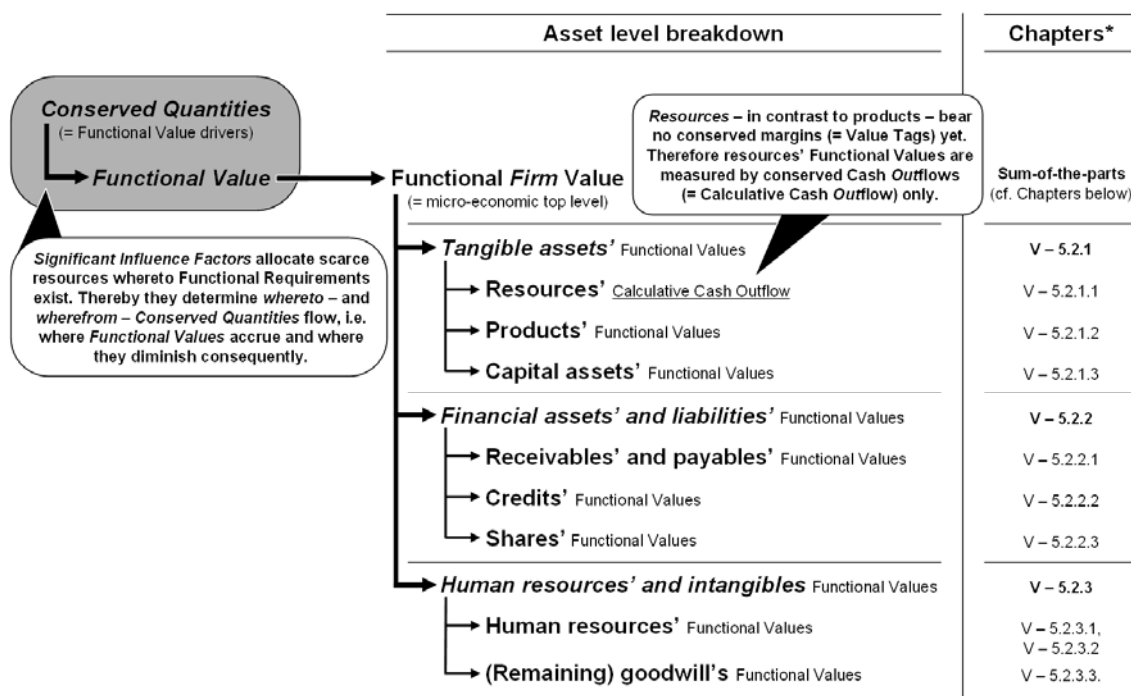 Asset level breakdown
Chapters*
Conserved Quantities
(= Functional Value drivers)
Functional Value
Significant Influence Factors allocate scarce
resources whereto Functional Requirements
exist. Thereby they determine whereto – and
wherefrom – Conserved Quantities flow, i.e.
where Functional Values accrue and where
they diminish consequently.
Resources – in contrast to products – bear
no conserved margins (= Value Tags) yet.
Therefore resources' Functional Values are
measured by conserved Cash Outflows
(= Calculative Cash Outflow) only.
Functional Firm Value
(= micro-economic top level)
Sum-of-the-parts
(cf. Chapters below)
Tangible assets' Functional Values V – 5.2.1
Resources' Calculative Cash Outflow V – 5.2.1.1
Products' Functional Values V – 5.2.1.2
Capital assets' Functional Values V – 5.2.1.3
Financial assets' and liabilities' Functional Values V – 5.2.2
Receivables' and payables' Functional Values V – 5.2.2.1
Credits' Functional Values V – 5.2.2.2
Shares' Functional Values V – 5.2.2.3
Human resources' and intangibles Functional Values V – 5.2.3
Human resources' Functional Values V – 5.2.3.1,
V – 5.2.3.2
(Remaining) goodwill's Functional Values V – 5.2.3.3.